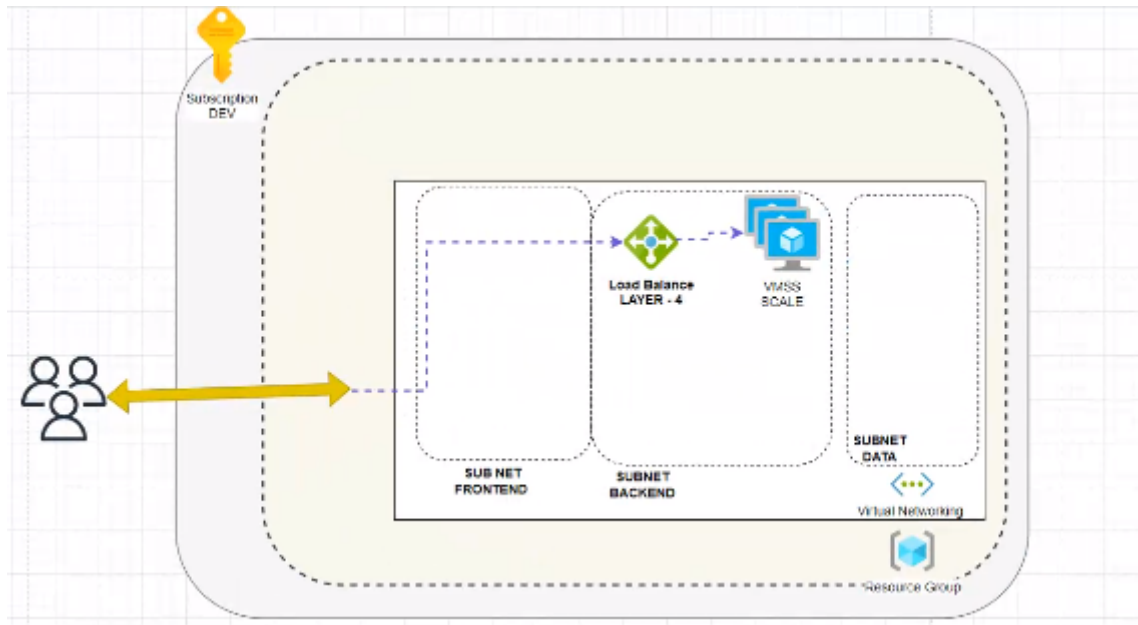 Subscription
DEV
Load Balance
LAYER - 4
VMSS
SCALE
SUB NET
FRONTEND
SUBNET
BACKEND
SUBNET
DATA
Virtual Networking
Resource Group